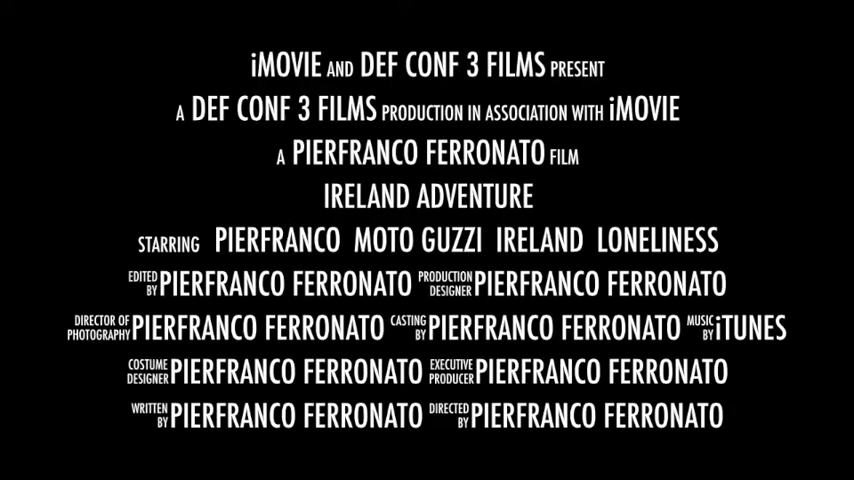 iMOVIE AND DEF CONF 3 FILMS PRESENT
A DEF CONF 3 FILMS PRODUCTION IN ASSOCIATION WITH iMOVIE
A PIERFRANCO FERRONATO FILM
IRELAND ADVENTURE
STARRING PIERFRANCO MOTO GUZZI IRELAND LONELINESS
EDITED BY PIERFRANCO FERRONATO PRODUCTION DESIGNER PIERFRANCO FERRONATO
DIRECTOR OF PHOTOGRAPHY PIERFRANCO FERRONATO CASTING BY PIERFRANCO FERRONATO MUSIC BY iTUNES
COSTUME DESIGNER PIERFRANCO FERRONATO EXECUTIVE PRODUCER PIERFRANCO FERRONATO
WRITTEN BY PIERFRANCO FERRONATO DIRECTED BY PIERFRANCO FERRONATO